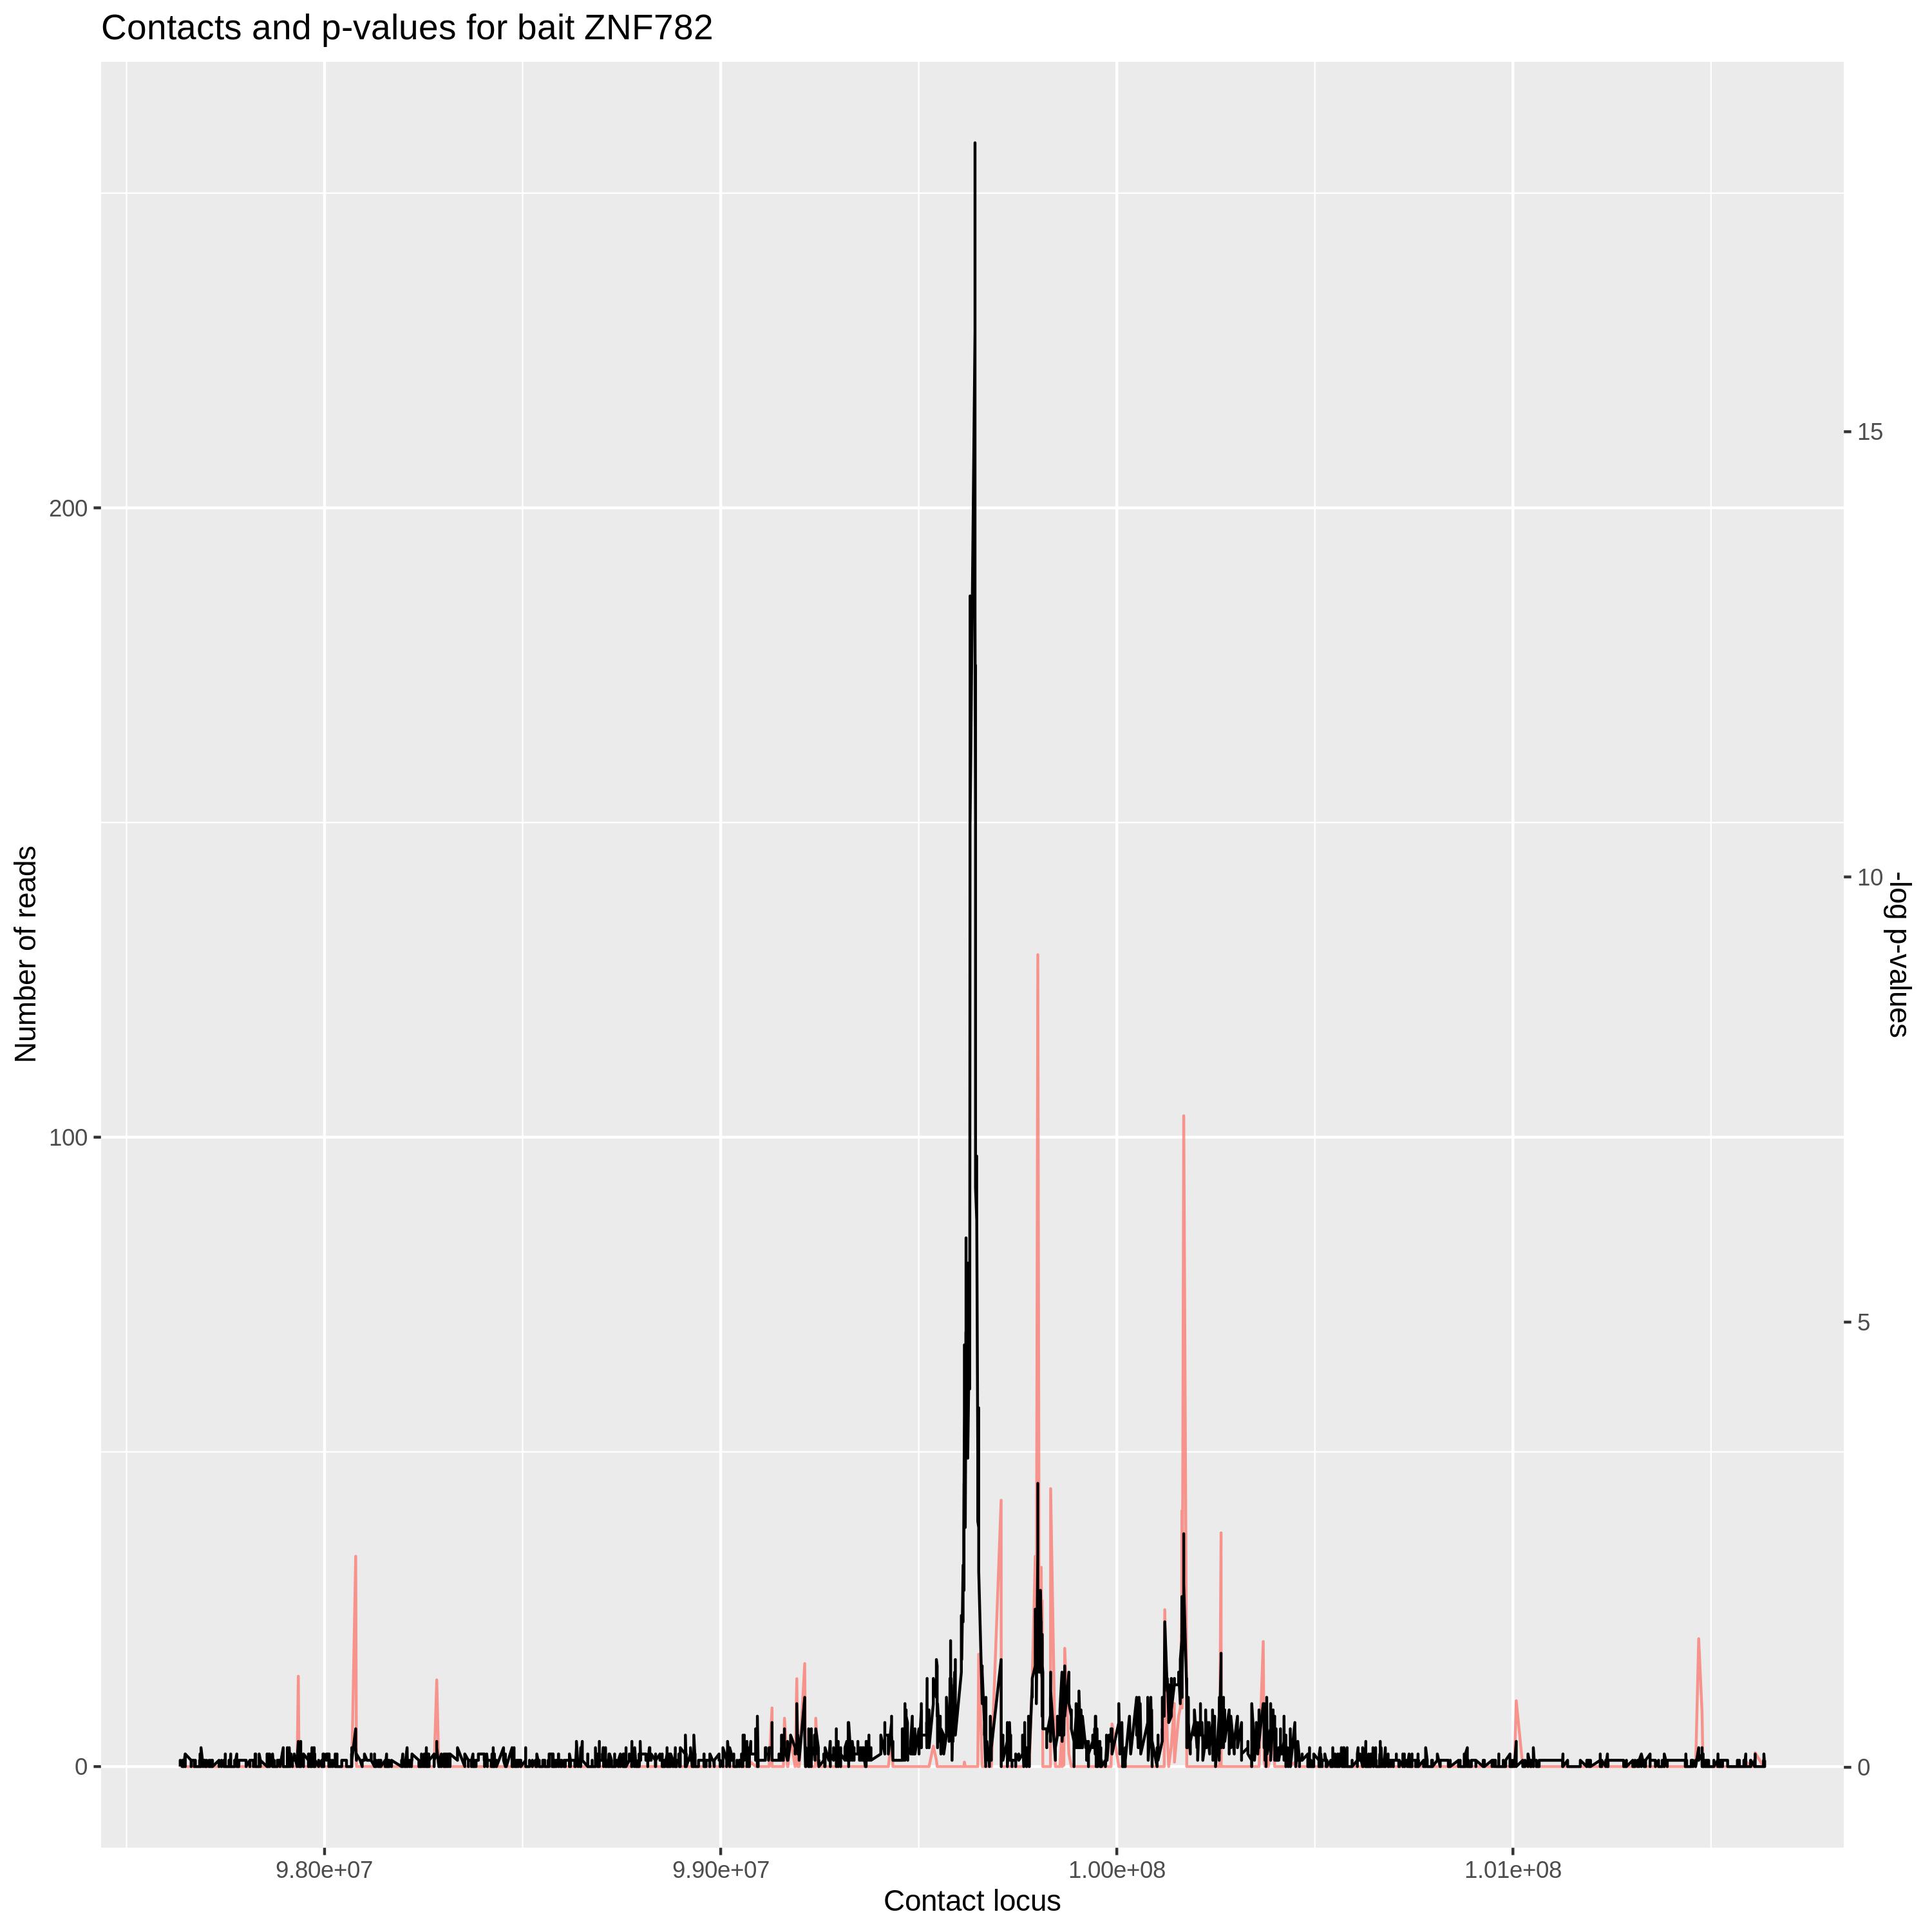 Contacts and p-values for bait ZNF782
Number of reads
200
100
0
15
10
5
0
-log p-values
9.80e+07
9.90e+07
1.00e+08
1.01e+08
Contact locus